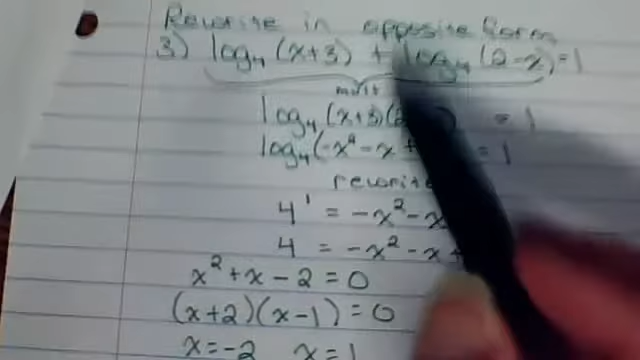 Rewrite in opposite form
3) log₄ (x+3) + log₄ (2-x)=1
mult
log₄ (x+3)(2 = 1
log₄(-x²-x+ = 1
rewrite
4¹ = -x²-x
4 = -x²-x+
x²+x-2=0
(x+2)(x-1)=0
x=-2 x=1